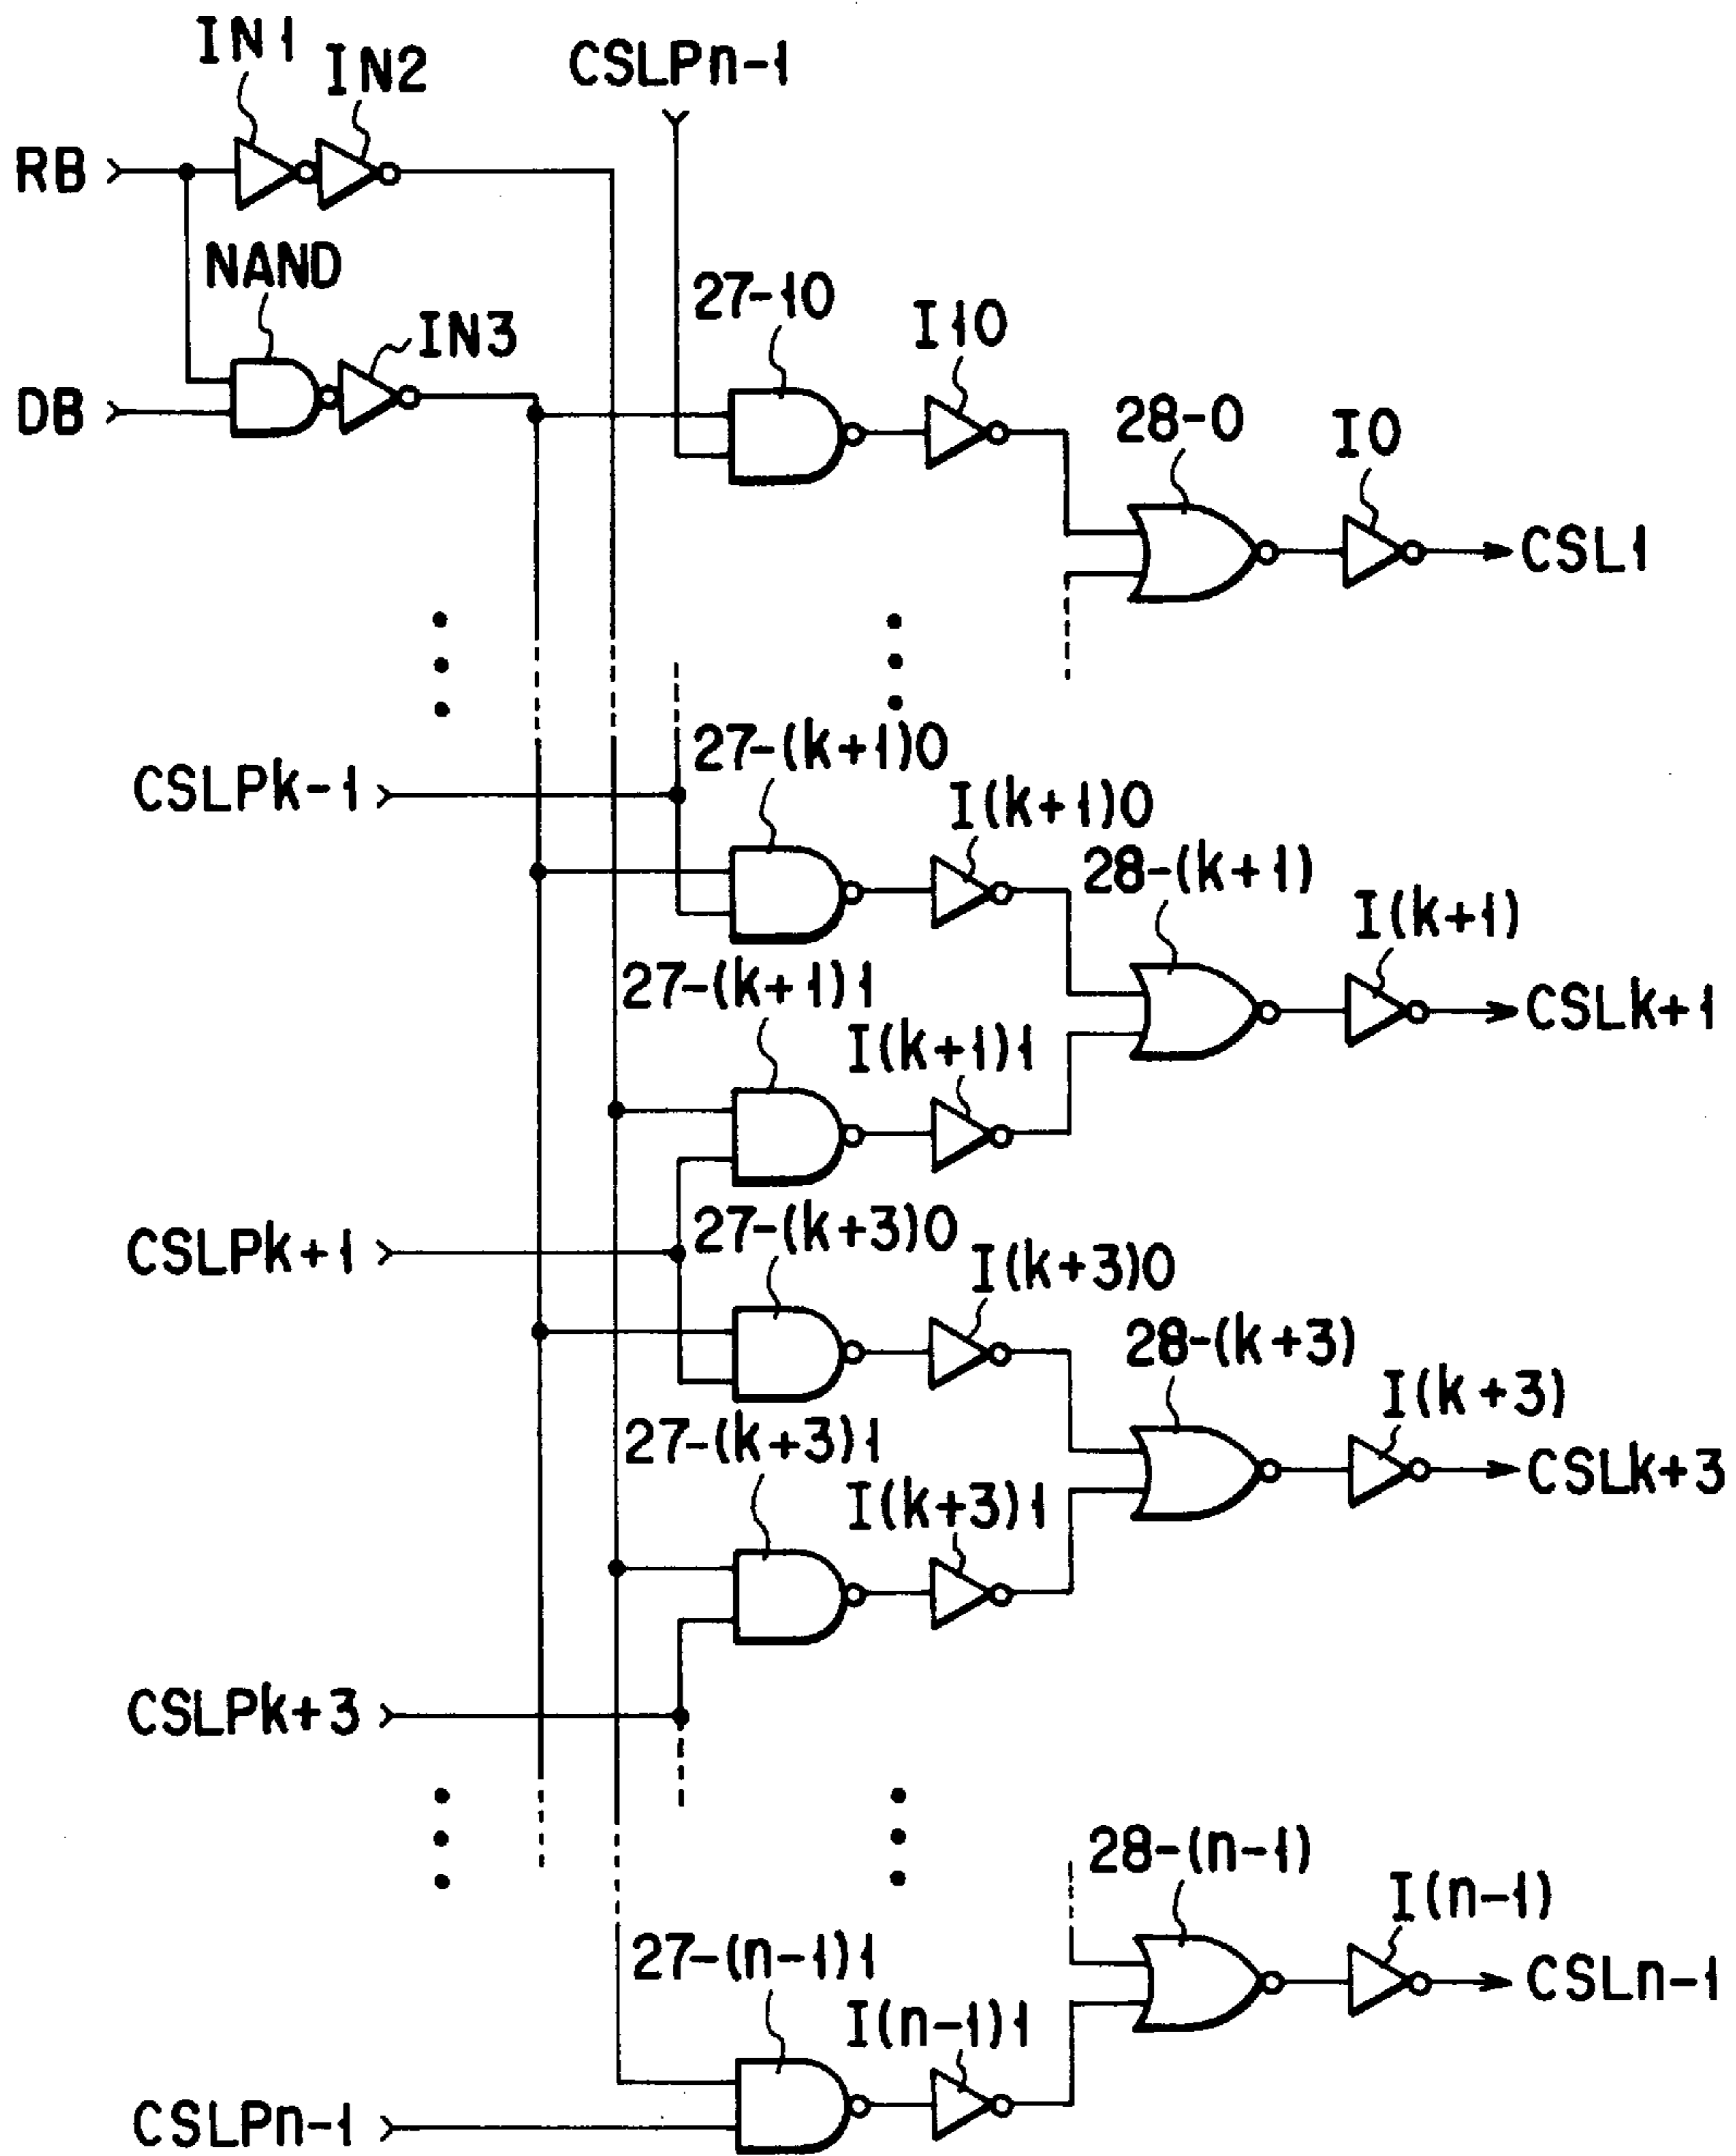 IN1
IN2
CSLPn-1
RB
NAND
IN3
DB
27-10
I10
28-0
I0
CSL1
CSLPk-1
27-(k+1)0
I(k+1)0
28-(k+1)
I(k+1)
CSLk+1
27-(k+1)1
I(k+1)1
CSLPk+1
27-(k+3)0
I(k+3)0
28-(k+3)
I(k+3)
CSLk+3
27-(k+3)1
I(k+3)1
CSLPk+3
28-(n-1)
I(n-1)
CSLn-1
27-(n-1)1
I(n-1)1
CSLPn-1